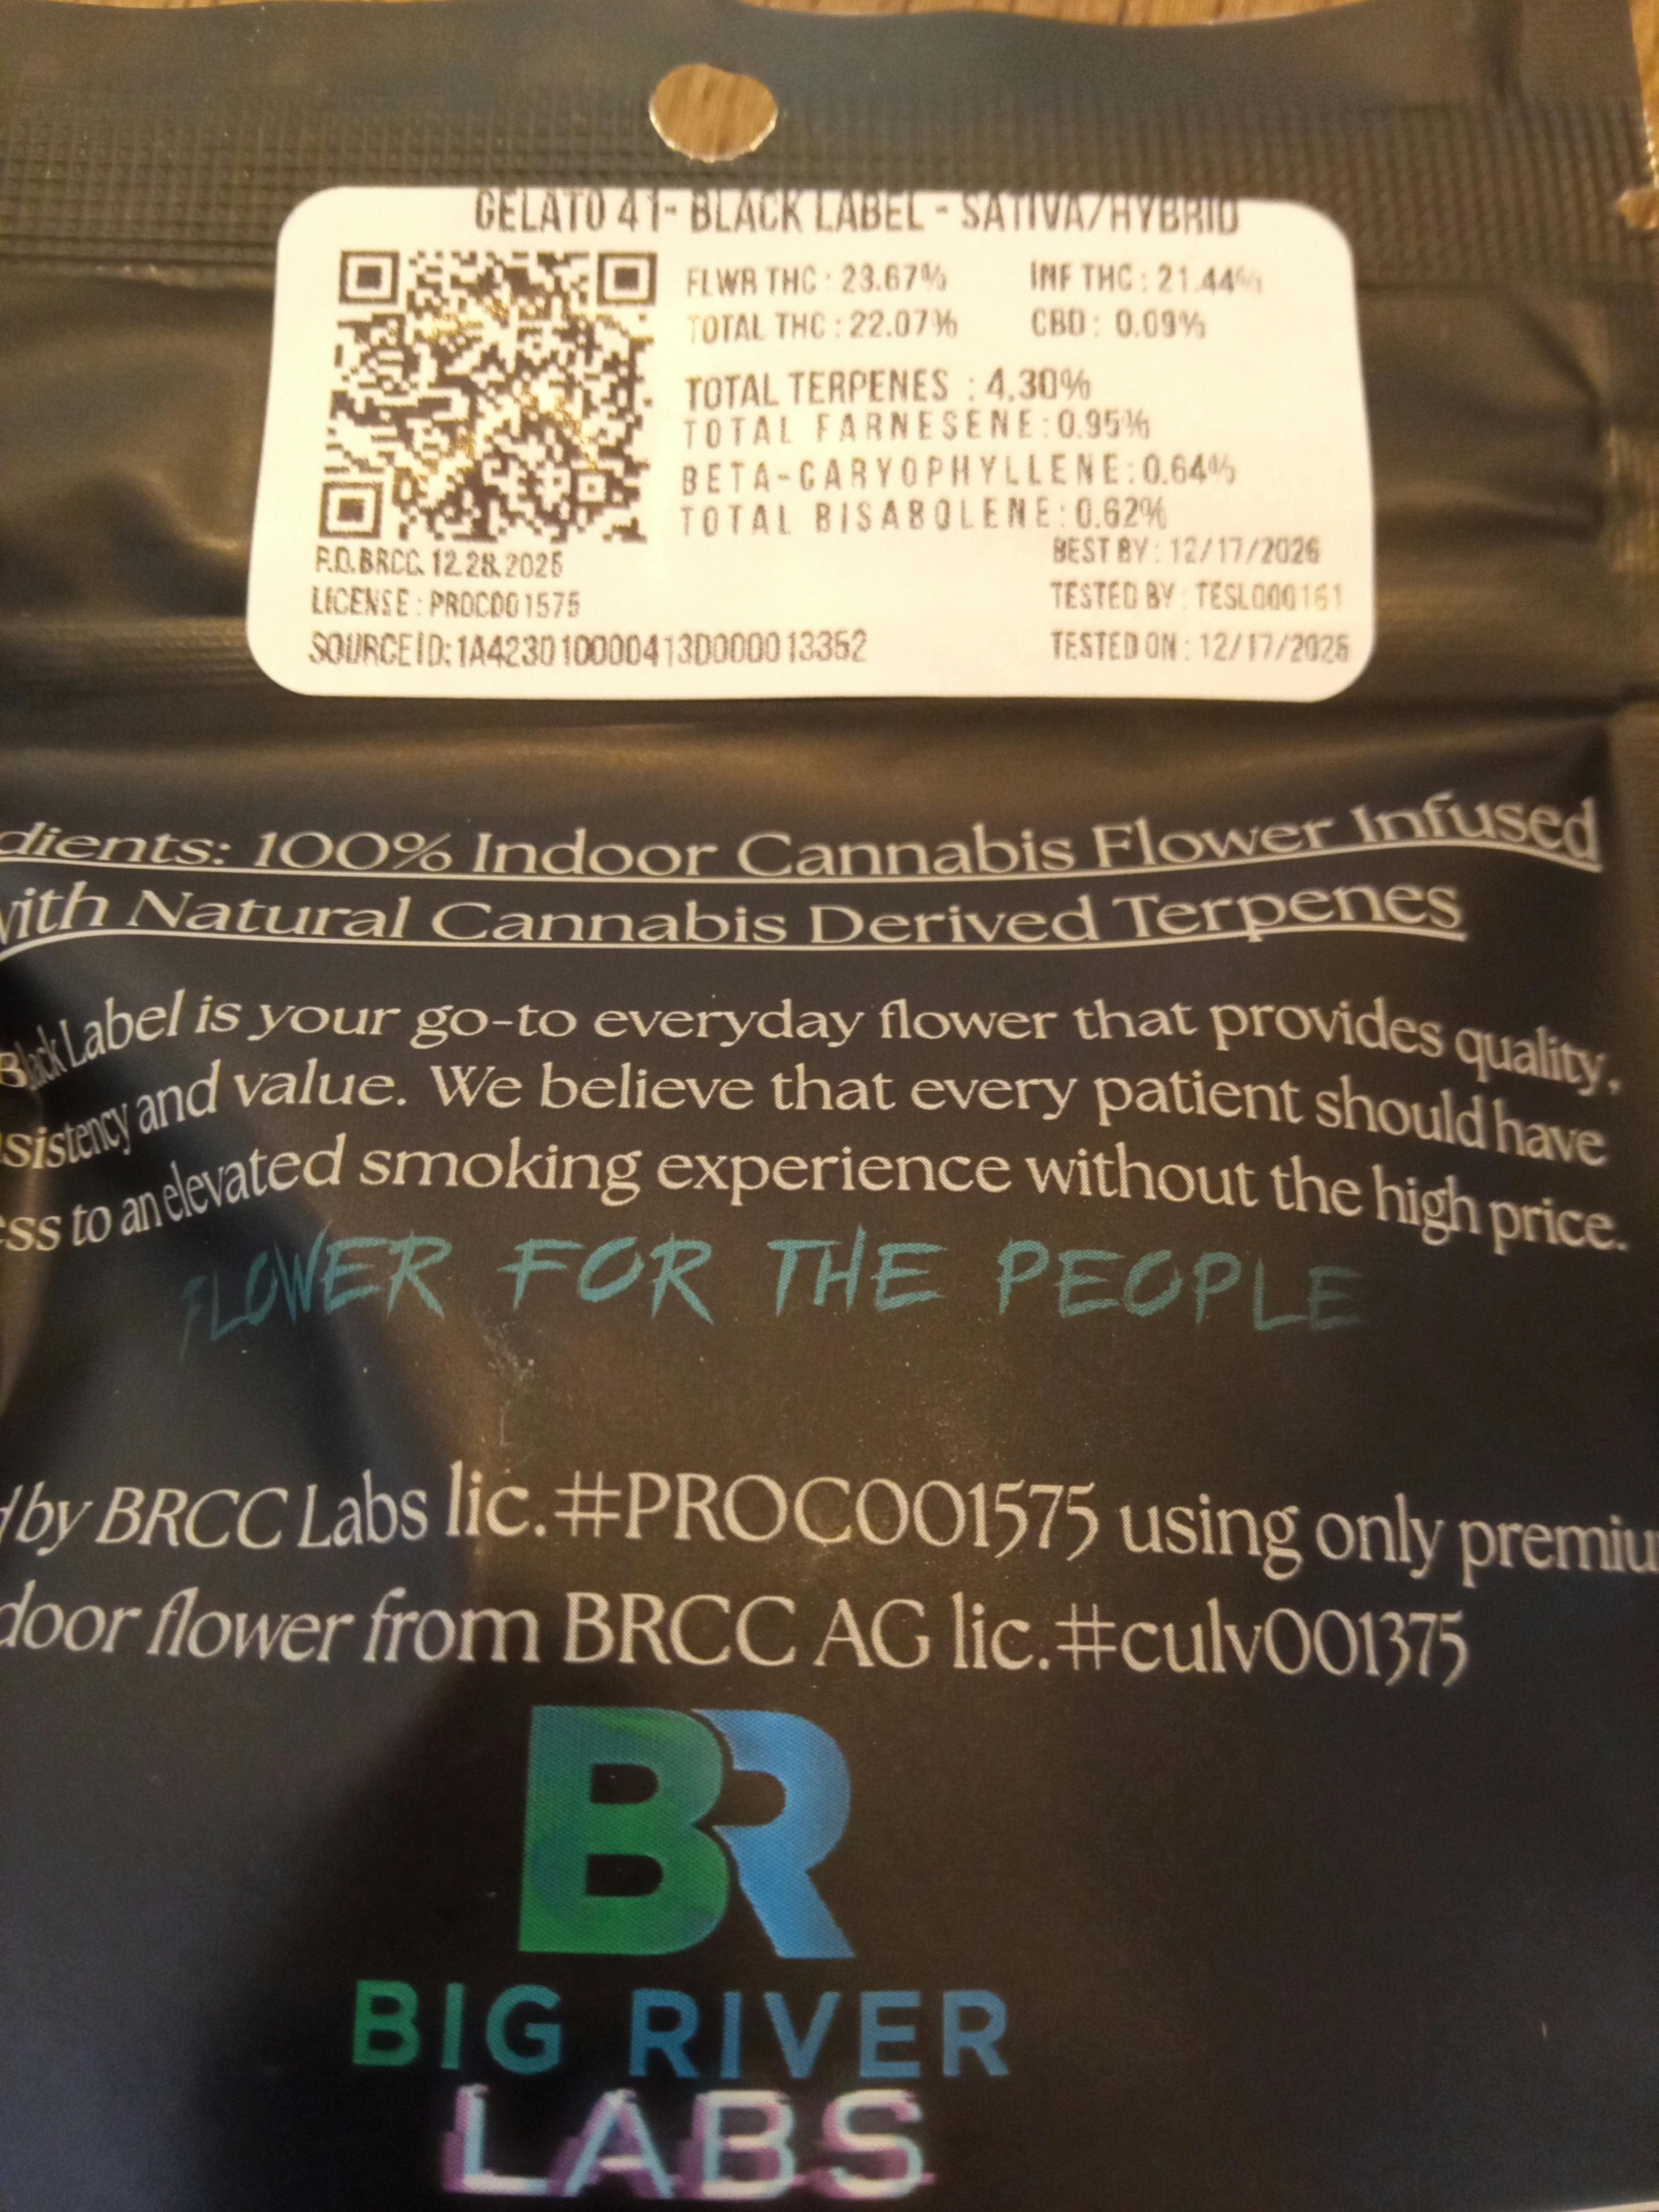 GELATO 41- BLACK LABEL - SATIVA/HYBRID
FLWR THC : 23.67% INF THC : 21.44%
TOTAL THC : 22.07% CBD : 0.09%
TOTAL TERPENES : 4.30%
TOTAL FARNESENE:0.95%
BETA-CARYOPHYLLENE:0.64%
TOTAL BISABOLENE:0.62%
P.D. BRCC. 12.28.2025
BEST BY : 12/17/2026
LICENSE : PROC001575
TESTED BY : TESL000161
SOURCE ID: 1A423010000413D000013352
TESTED ON : 12/17/2025
dients: 100% Indoor Cannabis Flower Infused
with Natural Cannabis Derived Terpenes
Black Label is your go-to everyday flower that provides quality,
sistency and value. We believe that every patient should have
ess to an elevated smoking experience without the high price.
FLOWER FOR THE PEOPLE
d by BRCC Labs lic.#PROC001575 using only premiu
door flower from BRCC AG lic.#culv001375
BR
BIG RIVER
LABS